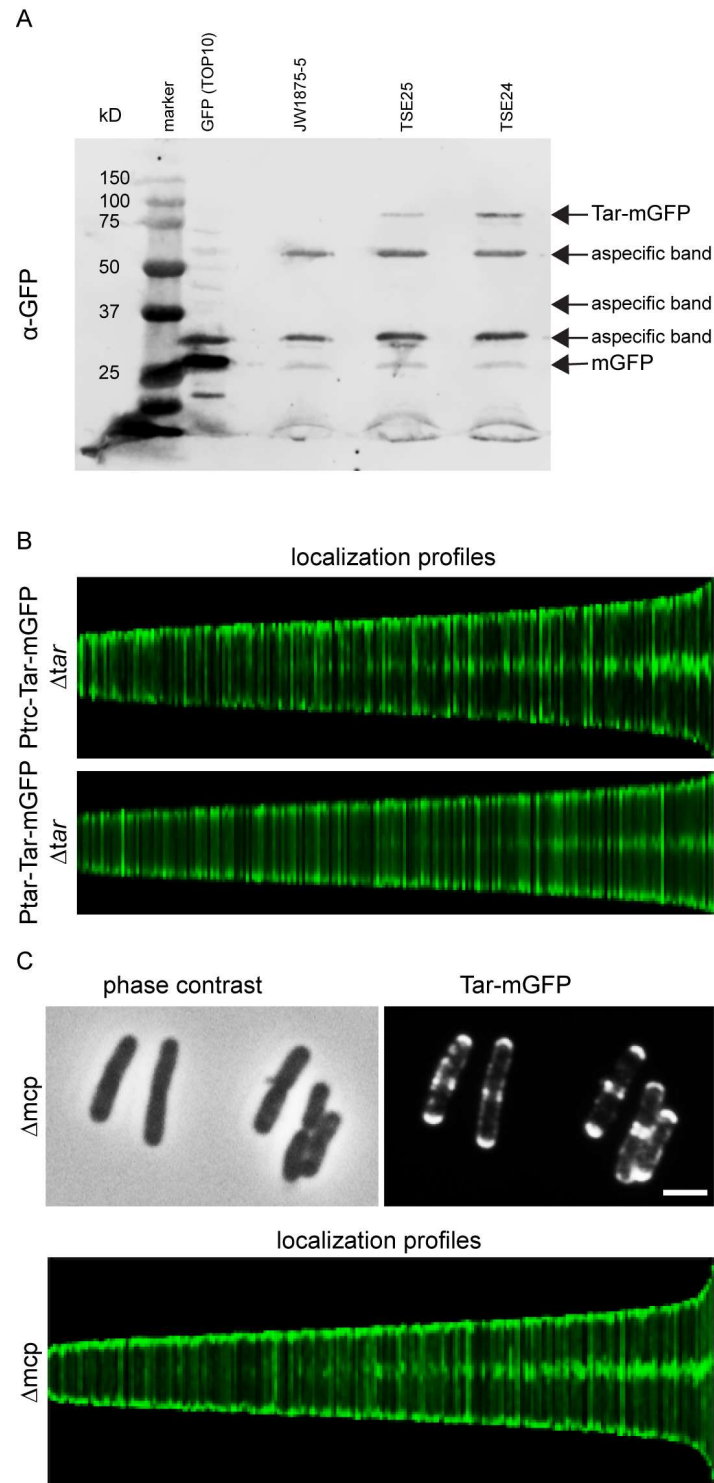 A
kD
marker
GFP (TOP10)
JW1875-5
TSE25
TSE24
α-GFP
150
100
75
50
37
25
Tar-mGFP
aspecific band
aspecific band
aspecific band
mGFP
B
localization profiles
Ptrc-Tar-mGFP
Δtar
Ptar-Tar-mGFP
Δtar
C
phase contrast
Tar-mGFP
Δmcp
localization profiles
Δmcp